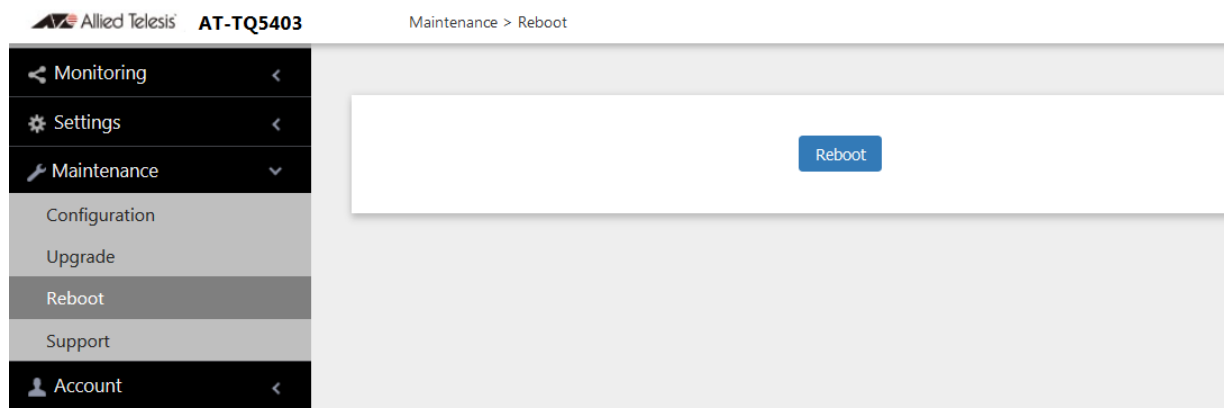 Allied Telesis AT-TQ5403
Maintenance > Reboot
Monitoring
Settings
Maintenance
Configuration
Upgrade
Reboot
Support
Account
Reboot